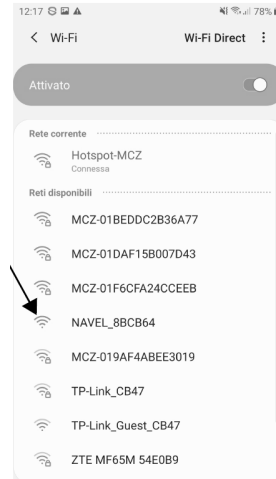 12:17 78%
Wi-Fi Wi-Fi Direct
Attivato
Rete corrente
Hotspot-MCZ
Connessa
Reti disponibili
MCZ-01BEDDC2B36A77
MCZ-01DAF15B007D43
MCZ-01F6CFA24CCEEB
NAVEL_8BCB64
MCZ-019AF4ABEE3019
TP-Link_CB47
TP-Link_Guest_CB47
ZTE MF65M 54E0B9